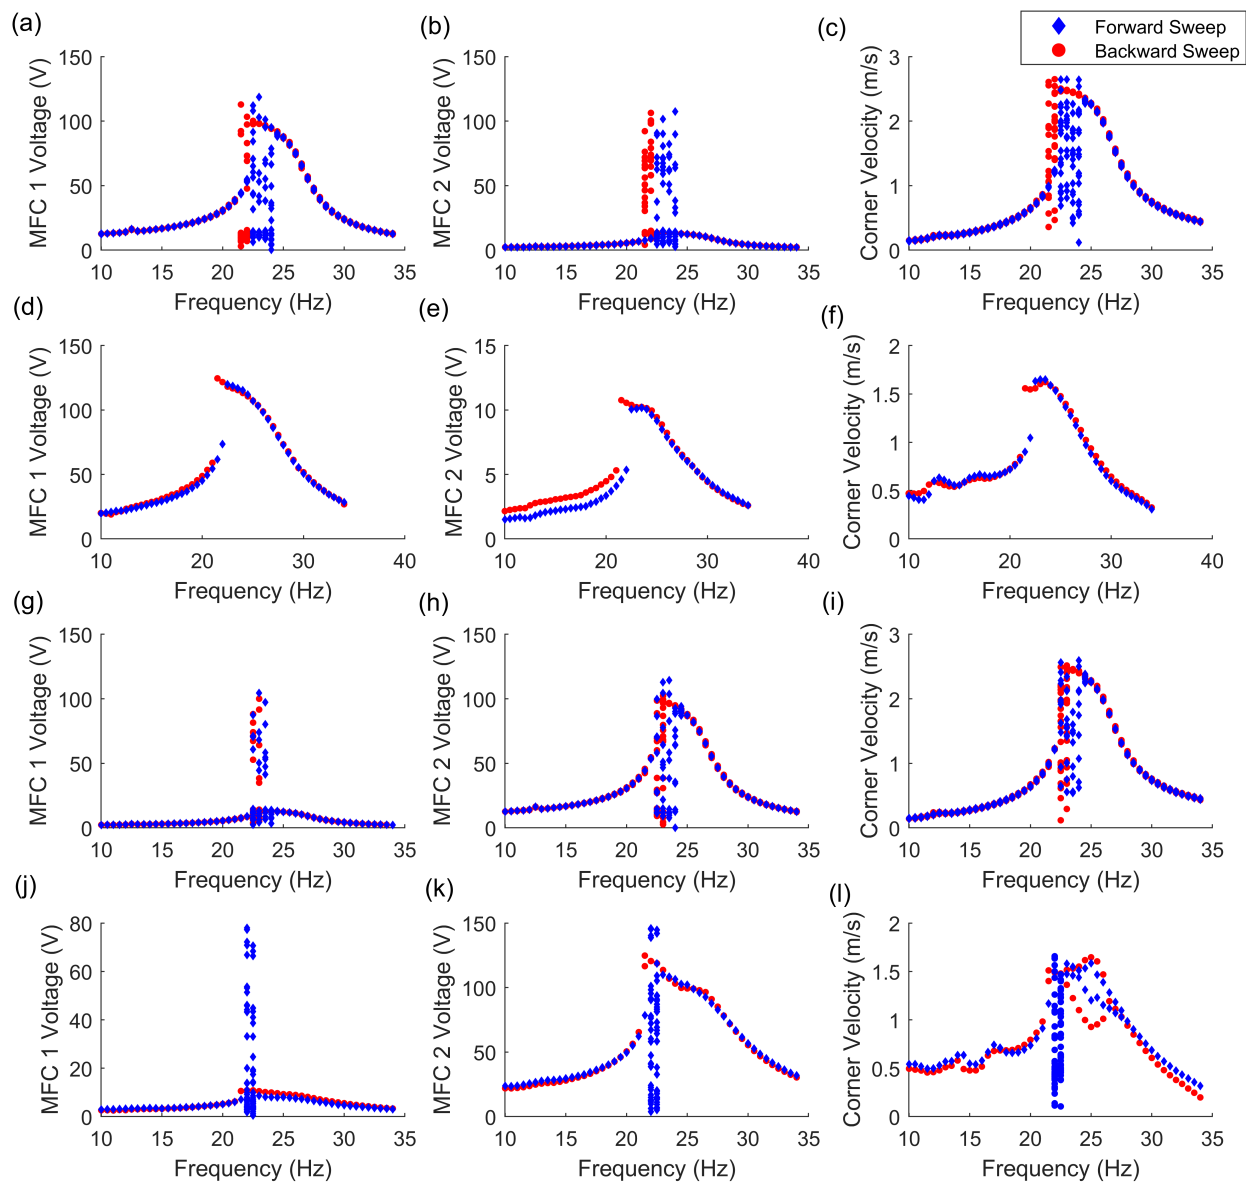 (a)
(b)
(c)
Forward Sweep
Backward Sweep
150
100
50
0
MFC 1 Voltage (V)
10 15 20 25 30 35
Frequency (Hz)
150
100
50
0
MFC 2 Voltage (V)
10 15 20 25 30 35
Frequency (Hz)
3
2
1
0
Corner Velocity (m/s)
10 15 20 25 30 35
Frequency (Hz)
(d)
(e)
(f)
150
100
50
0
MFC 1 Voltage (V)
10 20 30 40
Frequency (Hz)
15
10
5
0
MFC 2 Voltage (V)
10 20 30 40
Frequency (Hz)
2
1.5
1
0.5
0
Corner Velocity (m/s)
10 20 30 40
Frequency (Hz)
(g)
(h)
(i)
150
100
50
0
MFC 1 Voltage (V)
10 15 20 25 30 35
Frequency (Hz)
150
100
50
0
MFC 2 Voltage (V)
10 15 20 25 30 35
Frequency (Hz)
3
2
1
0
Corner Velocity (m/s)
10 15 20 25 30 35
Frequency (Hz)
(j)
(k)
(l)
80
60
40
20
0
MFC 1 Voltage (V)
10 15 20 25 30 35
Frequency (Hz)
150
100
50
0
MFC 2 Voltage (V)
10 15 20 25 30 35
Frequency (Hz)
2
1.5
1
0.5
0
Corner Velocity (m/s)
10 15 20 25 30 35
Frequency (Hz)